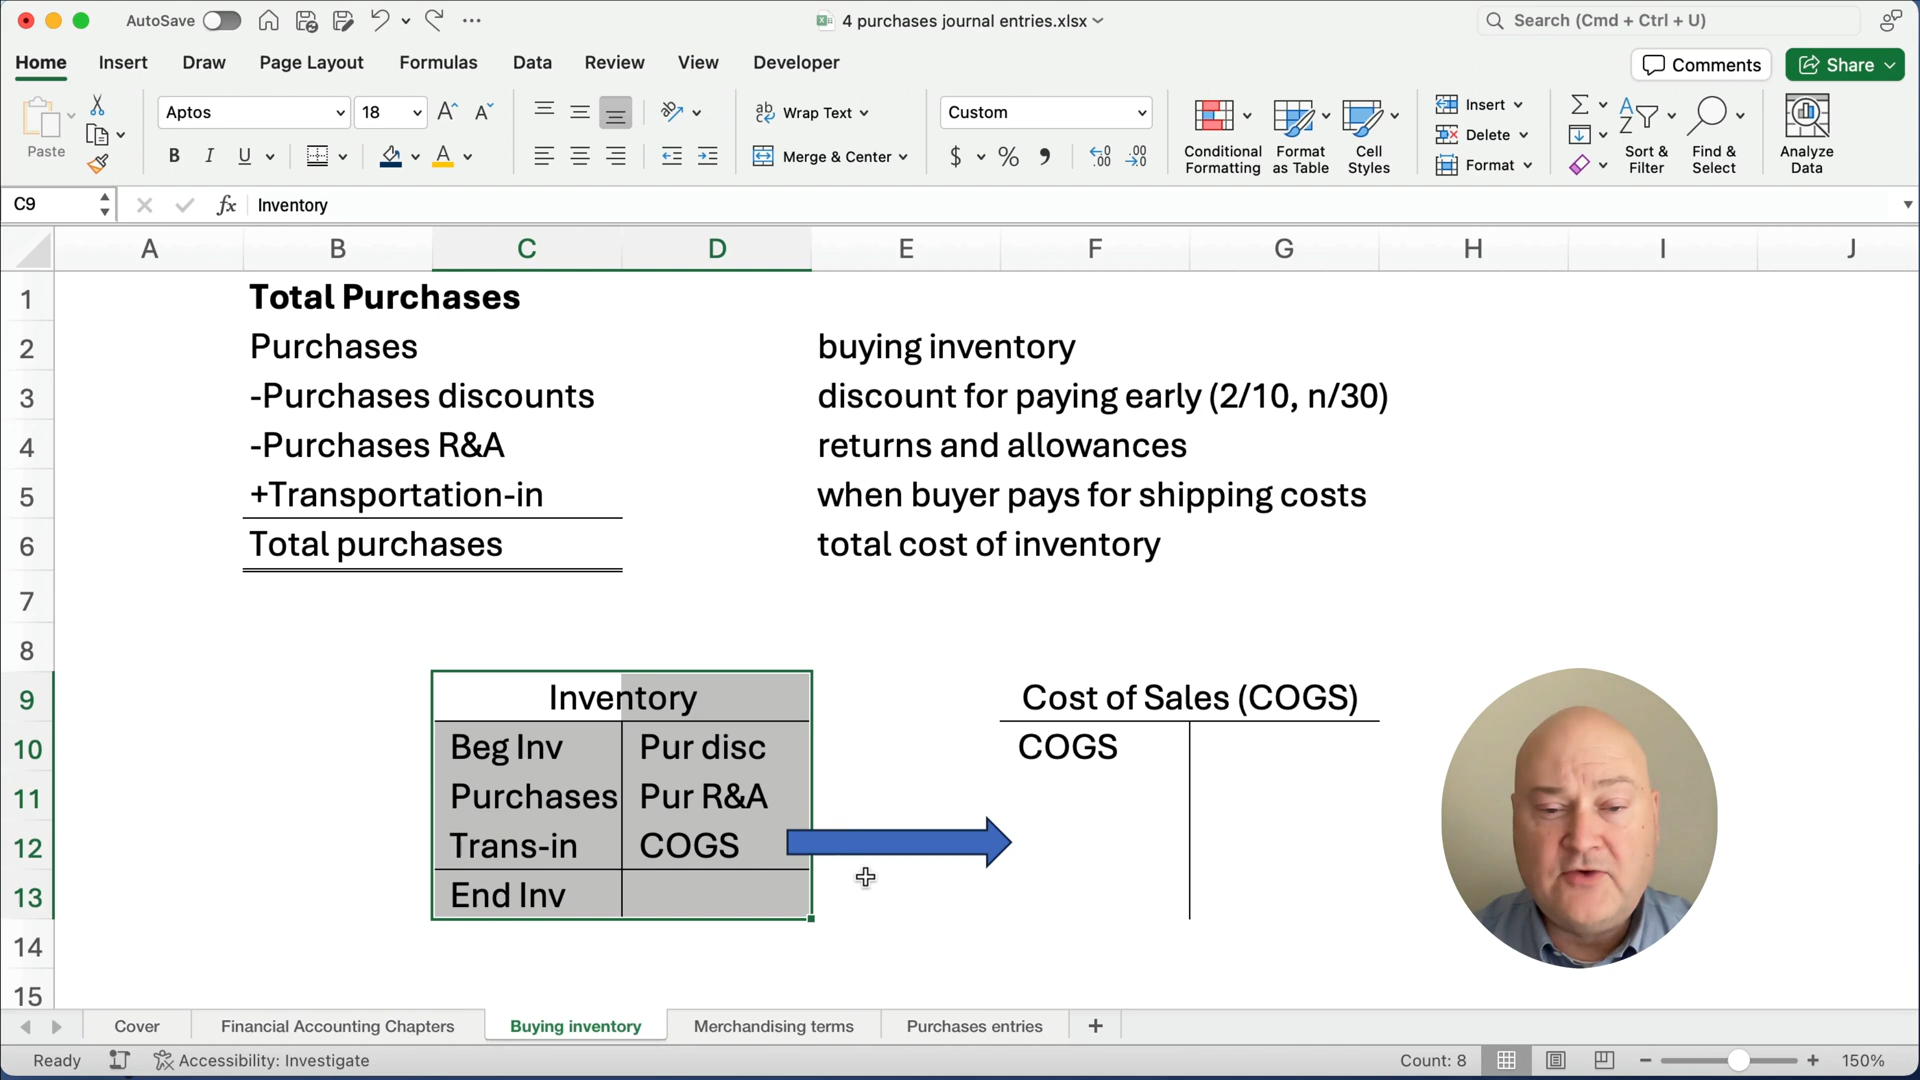 AutoSave
4 purchases journal entries.xlsx
Search (Cmd + Ctrl + U)
Home Insert Draw Page Layout Formulas Data Review View Developer
Comments Share
Paste
Aptos 18
B I U
Wrap Text
Merge & Center
Custom
$ % 9
Conditional Formatting
Format as Table
Cell Styles
Insert
Delete
Format
Sort & Filter
Find & Select
Analyze Data
C9 fx Inventory
A B C D E F G H I J
1 Total Purchases
2 Purchases buying inventory
3 -Purchases discounts discount for paying early (2/10, n/30)
4 -Purchases R&A returns and allowances
5 +Transportation-in when buyer pays for shipping costs
6 Total purchases total cost of inventory
7
8
9 Inventory Cost of Sales (COGS)
10 Beg Inv Pur disc COGS
11 Purchases Pur R&A
12 Trans-in COGS
13 End Inv
14
15
Cover Financial Accounting Chapters Buying inventory Merchandising terms Purchases entries +
Ready Accessibility: Investigate Count: 8 150%